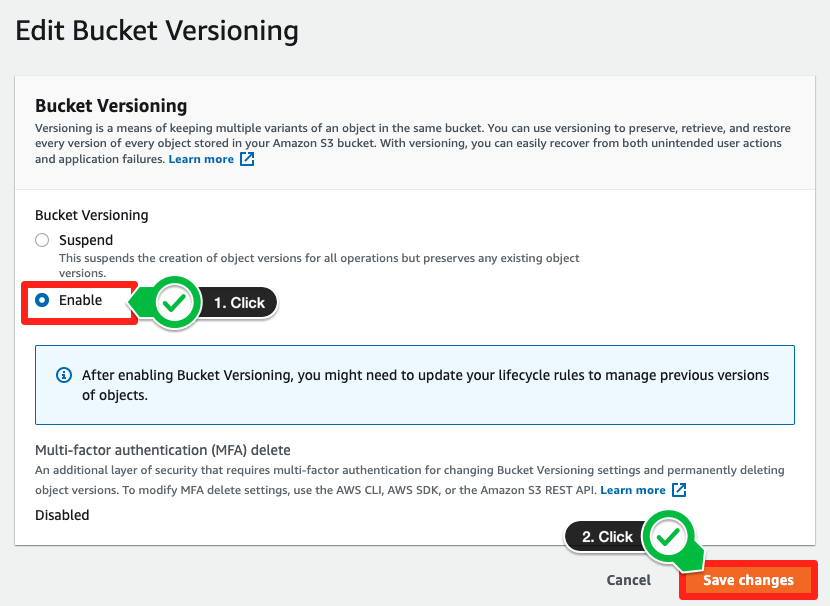 Edit Bucket Versioning
Bucket Versioning
Versioning is a means of keeping multiple variants of an object in the same bucket. You can use versioning to preserve, retrieve, and restore
every version of every object stored in your Amazon S3 bucket. With versioning, you can easily recover from both unintended user actions
and application failures. Learn more
Bucket Versioning
Suspend
This suspends the creation of object versions for all operations but preserves any existing object
versions.
Enable
1. Click
After enabling Bucket Versioning, you might need to update your lifecycle rules to manage previous versions
of objects.
Multi-factor authentication (MFA) delete
An additional layer of security that requires multi-factor authentication for changing Bucket Versioning settings and permanently deleting
object versions. To modify MFA delete settings, use the AWS CLI, AWS SDK, or the Amazon S3 REST API. Learn more
Disabled
2. Click
Cancel
Save changes